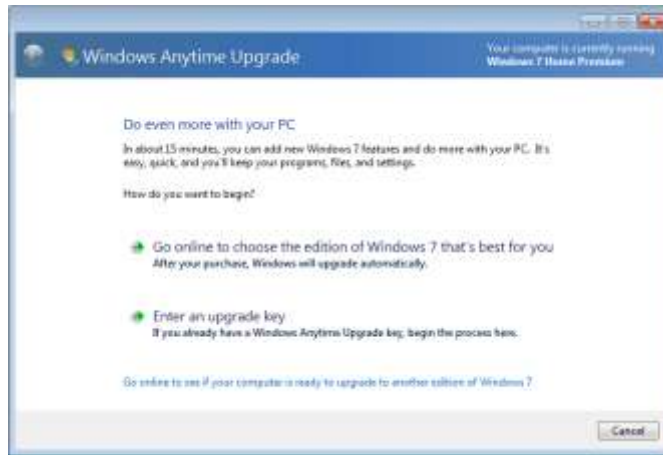 Windows Anytime Upgrade
Your computer is currently running
Windows 7 Home Premium
Do even more with your PC
In about 15 minutes, you can add new Windows 7 features and do more with your PC. It's
easy, quick, and you'll keep your programs, files, and settings.
How do you want to begin?
Go online to choose the edition of Windows 7 that's best for you
After your purchase, Windows will upgrade automatically.
Enter an upgrade key
If you already have a Windows Anytime Upgrade key, begin the process here.
Go online to see if your computer is ready to upgrade to another edition of Windows 7
Cancel